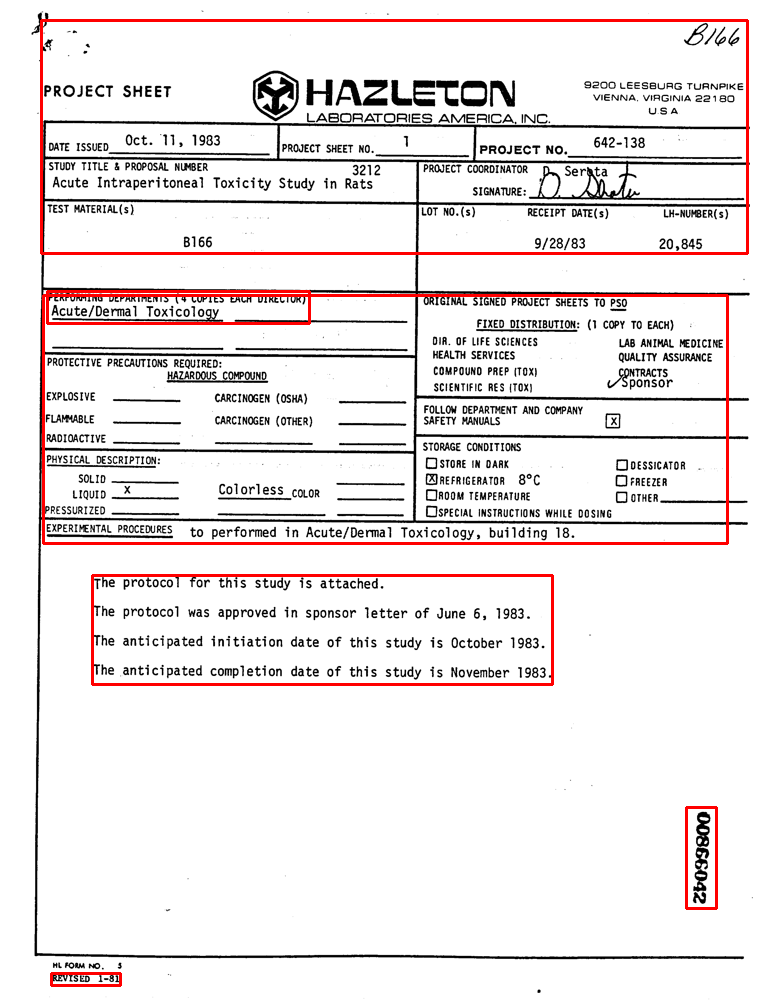 B166
PROJECT SHEET
HAZLETON
LABORATORIES AMERICA, INC.
9200 LEESBURG TURNPIKE
VIENNA, VIRGINIA 22180
U S A
DATE ISSUED Oct. 11, 1983
PROJECT SHEET NO. 1
PROJECT NO. 642-138
STUDY TITLE & PROPOSAL NUMBER 3212
Acute Intraperitoneal Toxicity Study in Rats
PROJECT COORDINATOR D. Serota
SIGNATURE:
TEST MATERIAL(s)
B166
LOT NO.(s) RECEIPT DATE(s) LH-NUMBER(s)
9/28/83 20,845
PERFORMING DEPARTMENTS (4 COPIES EACH DIRECTOR)
Acute/Dermal Toxicology
ORIGINAL SIGNED PROJECT SHEETS TO PSO
FIXED DISTRIBUTION: (1 COPY TO EACH)
DIR. OF LIFE SCIENCES LAB ANIMAL MEDICINE
HEALTH SERVICES QUALITY ASSURANCE
COMPOUND PREP (TOX) CONTRACTS
SCIENTIFIC RES (TOX) ✓Sponsor
PROTECTIVE PRECAUTIONS REQUIRED:
HAZARDOUS COMPOUND
EXPLOSIVE CARCINOGEN (OSHA)
FLAMMABLE CARCINOGEN (OTHER)
RADIOACTIVE
FOLLOW DEPARTMENT AND COMPANY
SAFETY MANUALS X
PHYSICAL DESCRIPTION:
SOLID
LIQUID X Colorless COLOR
PRESSURIZED
STORAGE CONDITIONS
STORE IN DARK DESSICATOR
X REFRIGERATOR 8°C FREEZER
ROOM TEMPERATURE OTHER
SPECIAL INSTRUCTIONS WHILE DOSING
EXPERIMENTAL PROCEDURES to performed in Acute/Dermal Toxicology, building 18.
The protocol for this study is attached.
The protocol was approved in sponsor letter of June 6, 1983.
The anticipated initiation date of this study is October 1983.
The anticipated completion date of this study is November 1983.
00866042
HL FORM NO. 5
REVISED 1-81